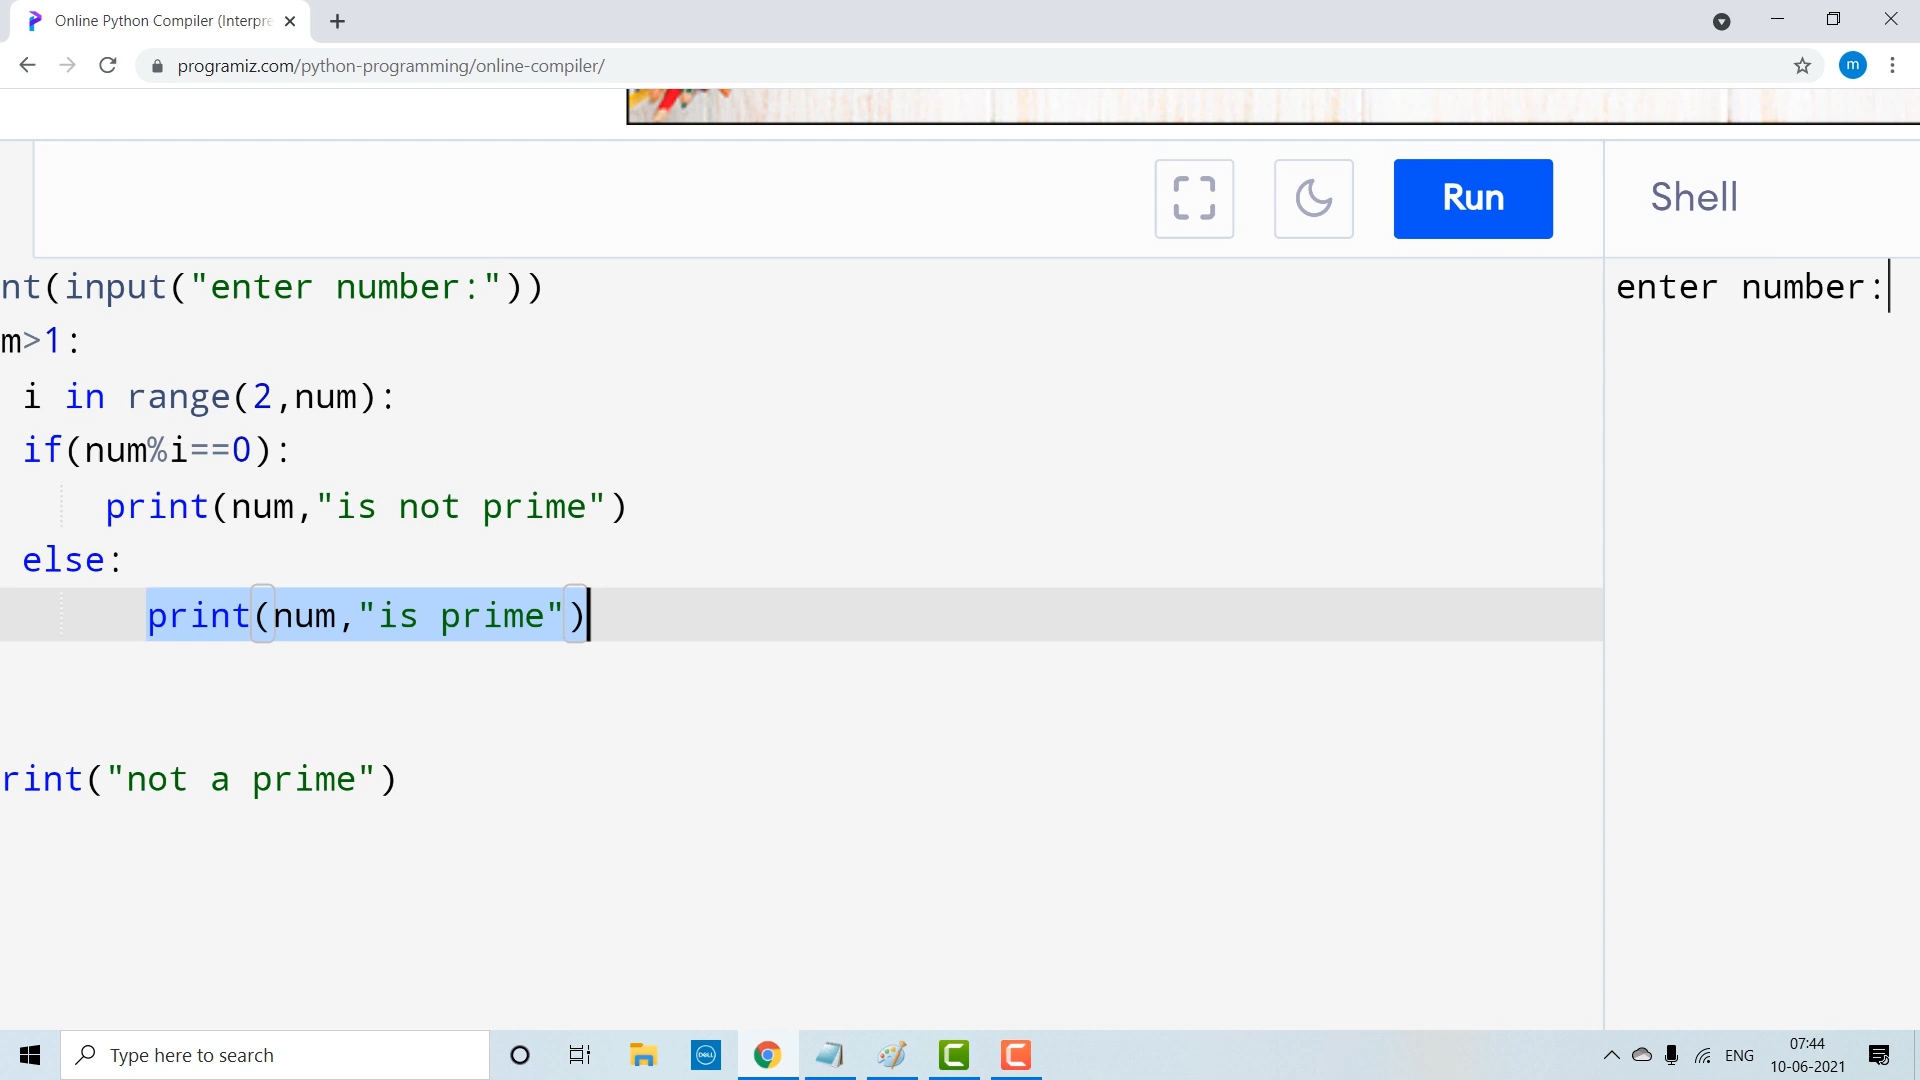 Online Python Compiler (Interpre
programiz.com/python-programming/online-compiler/
m
Run
Shell
nt(input("enter number:"))
m>1:
i in range(2,num):
if(num%i==0):
print(num,"is not prime")
else:
print(num,"is prime")
rint("not a prime")
enter number:
Type here to search
DELL
ENG
07:44
10-06-2021